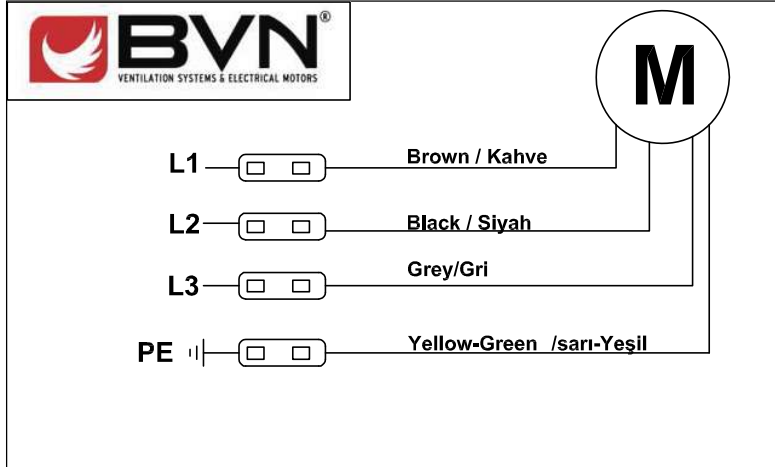 BVN®
VENTILATION SYSTEMS & ELECTRICAL MOTORS
M
L1 Brown / Kahve
L2 Black / Siyah
L3 Grey/Gri
PE Yellow-Green /sarı-Yeşil